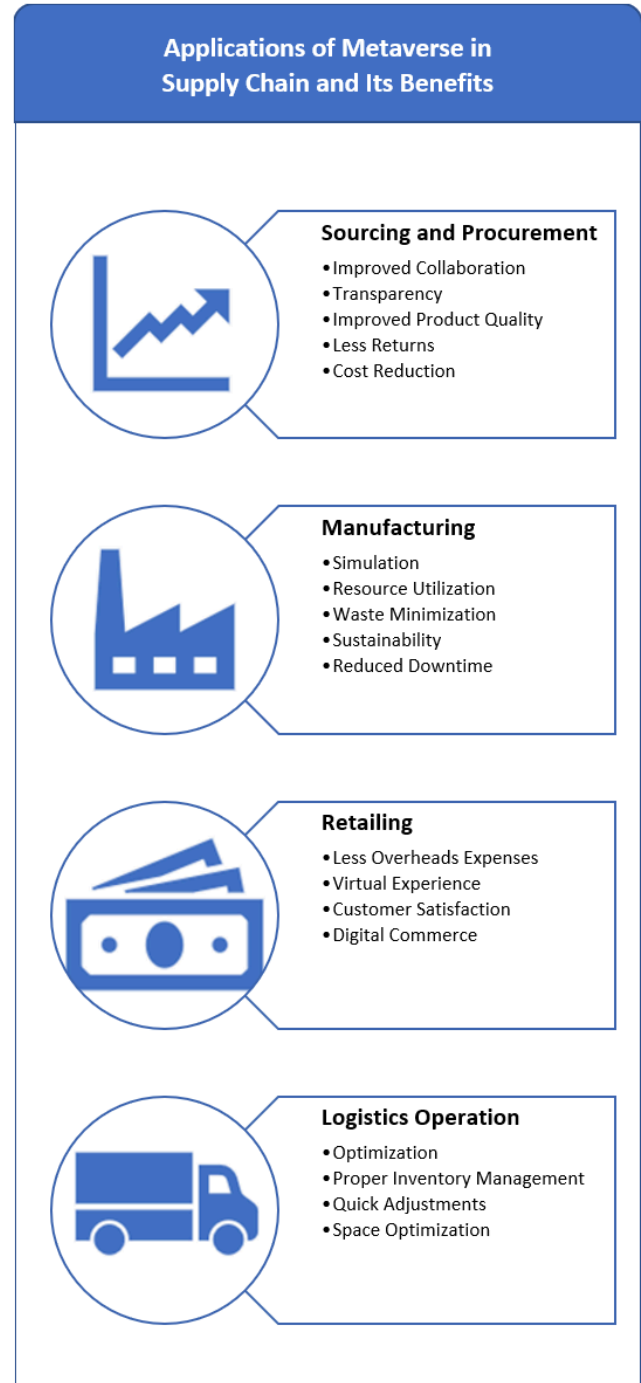 Applications of Metaverse in
Supply Chain and Its Benefits
Sourcing and Procurement
•Improved Collaboration
•Transparency
•Improved Product Quality
•Less Returns
•Cost Reduction
Manufacturing
•Simulation
•Resource Utilization
•Waste Minimization
•Sustainability
•Reduced Downtime
Retailing
•Less Overheads Expenses
•Virtual Experience
•Customer Satisfaction
•Digital Commerce
Logistics Operation
•Optimization
•Proper Inventory Management
•Quick Adjustments
•Space Optimization